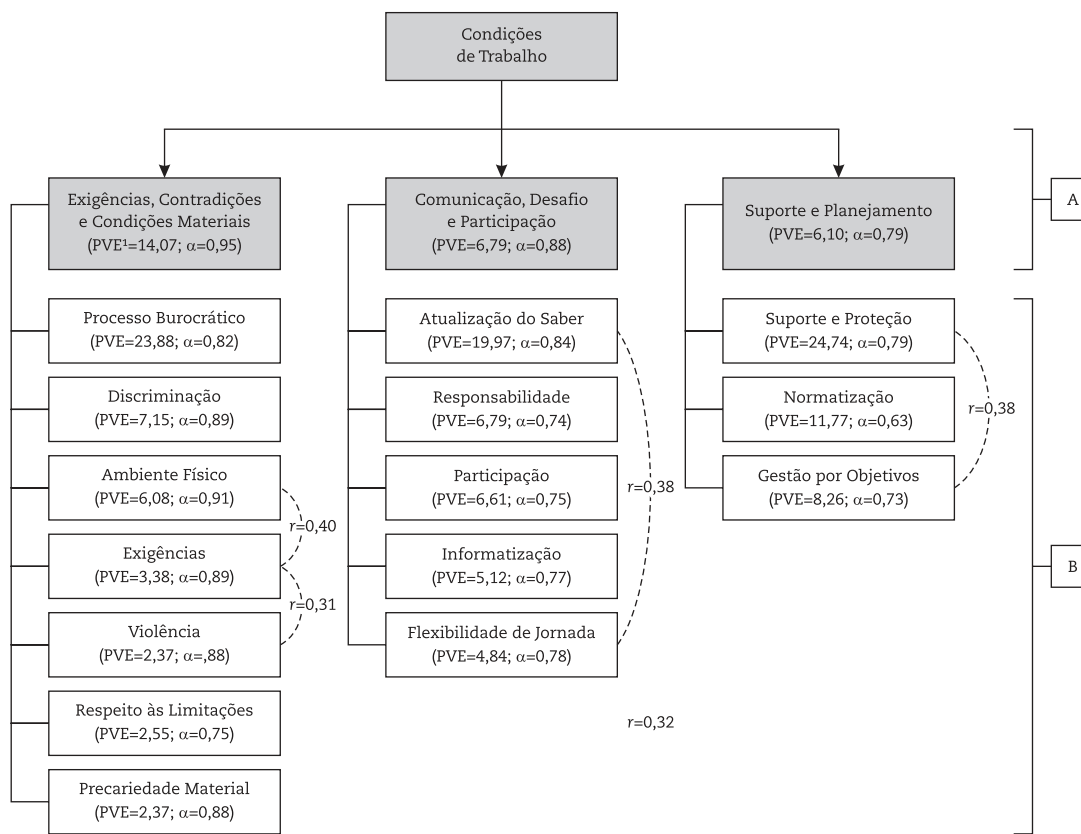 Condições
de Trabalho
Exigências, Contradições
e Condições Materiais
(PVE¹=14,07; α=0,95)
Comunicação, Desafio
e Participação
(PVE=6,79; α=0,88)
Suporte e Planejamento
(PVE=6,10; α=0,79)
A
Processo Burocrático
(PVE=23,88; α=0,82)
Discriminação
(PVE=7,15; α=0,89)
Ambiente Físico
(PVE=6,08; α=0,91)
r=0,40
Exigências
(PVE=3,38; α=0,89)
r=0,31
Violência
(PVE=2,37; α=,88)
Respeito às Limitações
(PVE=2,55; α=0,75)
Precariedade Material
(PVE=2,37; α=0,88)
Atualização do Saber
(PVE=19,97; α=0,84)
Responsabilidade
(PVE=6,79; α=0,74)
Participação
(PVE=6,61; α=0,75)
r=0,38
Informatização
(PVE=5,12; α=0,77)
Flexibilidade de Jornada
(PVE=4,84; α=0,78)
r=0,32
Suporte e Proteção
(PVE=24,74; α=0,79)
Normatização
(PVE=11,77; α=0,63)
r=0,38
Gestão por Objetivos
(PVE=8,26; α=0,73)
B